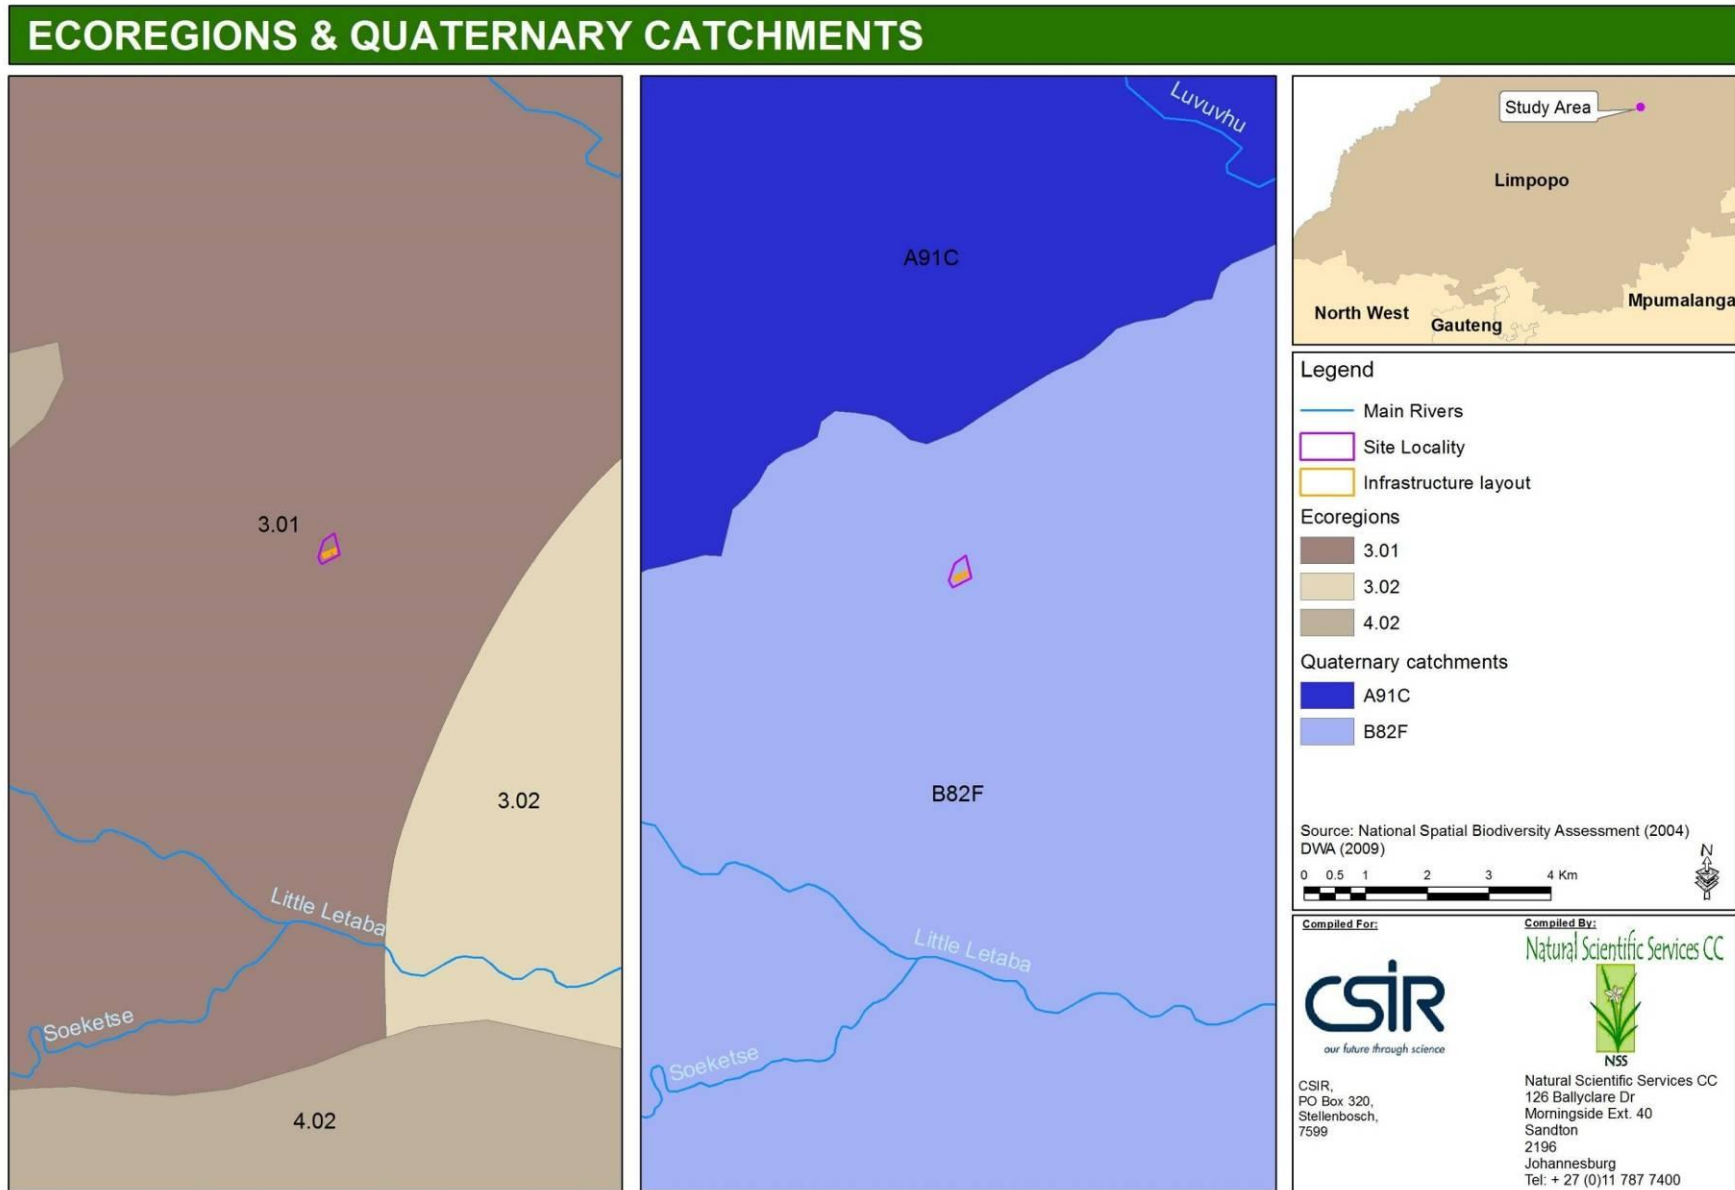 ECOREGIONS & QUATERNARY CATCHMENTS
3.01
3.02
Little Letaba
Soeketse
4.02
Luvuvhu
A91C
B82F
Little Letaba
Soeketse
Study Area
Limpopo
North West
Gauteng
Mpumalanga
Legend
Main Rivers
Site Locality
Infrastructure layout
Ecoregions
3.01
3.02
4.02
Quaternary catchments
A91C
B82F
Source: National Spatial Biodiversity Assessment (2004)
DWA (2009)
N
0 0.5 1 2 3 4 Km
Compiled For:
CSIR
our future through science
CSIR,
PO Box 320,
Stellenbosch,
7599
Compiled By:
Natural Scientific Services CC
NSS
Natural Scientific Services CC
126 Ballyclare Dr
Morningside Ext. 40
Sandton
2196
Johannesburg
Tel: + 27 (0)11 787 7400